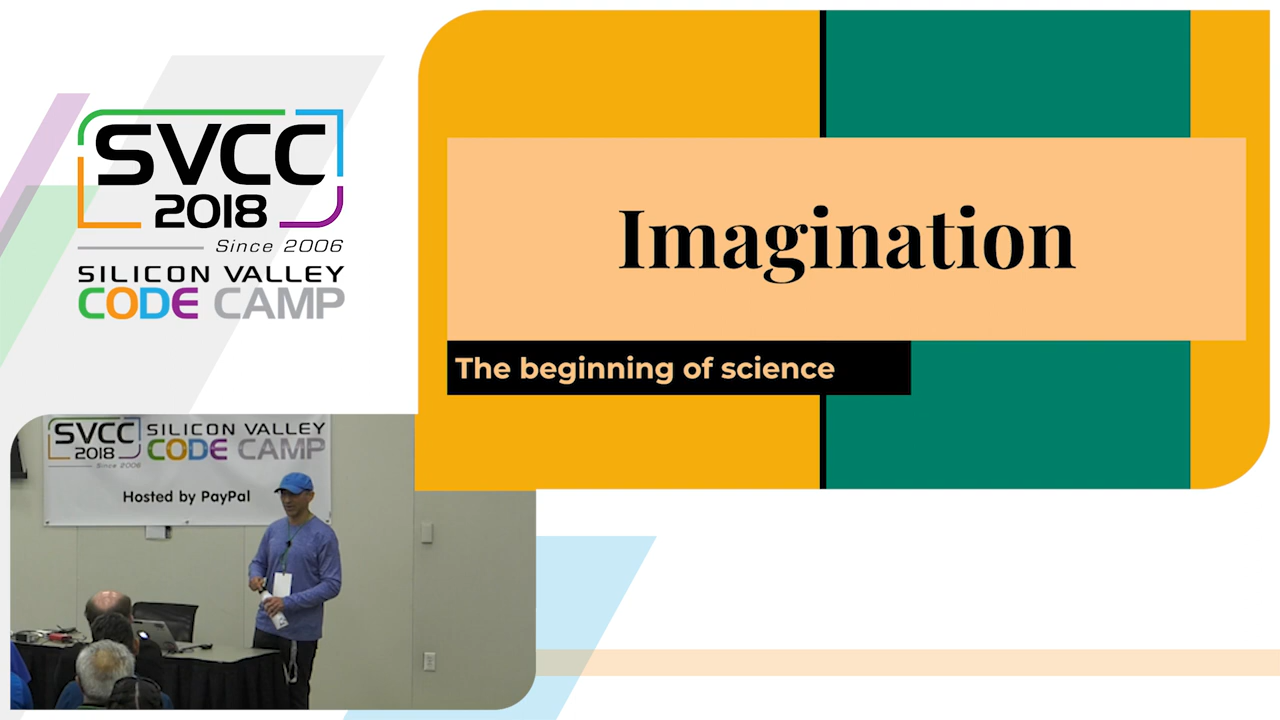 SVCC
2018
Since 2006
SILICON VALLEY
CODE CAMP
Imagination
The beginning of science
SVCC
2018
Since 2006
SILICON VALLEY
CODE CAMP
Hosted by PayPal